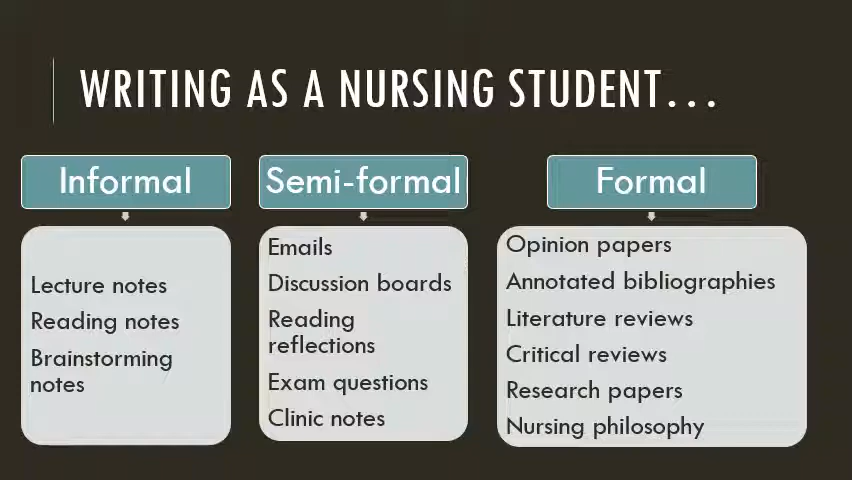 WRITING AS A NURSING STUDENT...
Informal
Lecture notes
Reading notes
Brainstorming
notes
Semi-formal
Emails
Discussion boards
Reading
reflections
Exam questions
Clinic notes
Formal
Opinion papers
Annotated bibliographies
Literature reviews
Critical reviews
Research papers
Nursing philosophy